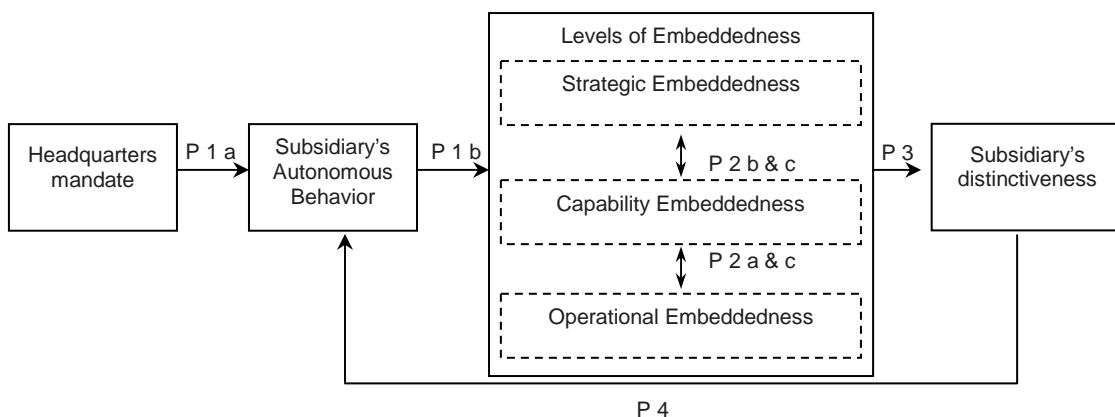 Levels of Embeddedness
Strategic Embeddedness
Headquarters
mandate
P 1 a
Subsidiary’s
Autonomous
Behavior
P 1 b
P 2 b & c
Capability Embeddedness
P 2 a & c
Operational Embeddedness
P 3
Subsidiary’s
distinctiveness
P 4